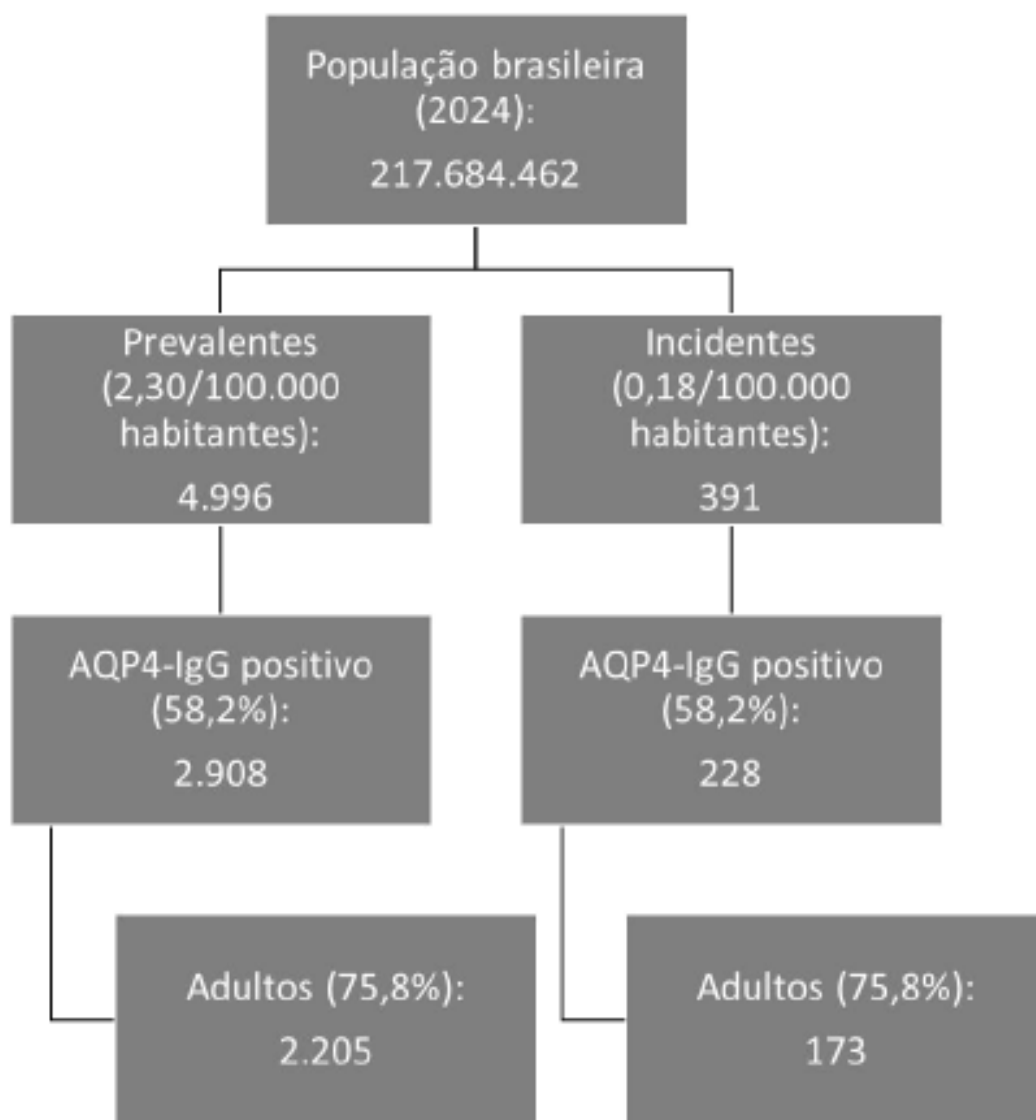 População brasileira
(2024):
217.684.462
Prevalentes
(2,30/100.000
habitantes):
4.996
Incidentes
(0,18/100.000
habitantes):
391
AQP4-IgG positivo
(58,2%):
2.908
AQP4-IgG positivo
(58,2%):
228
Adultos (75,8%):
2.205
Adultos (75,8%):
173